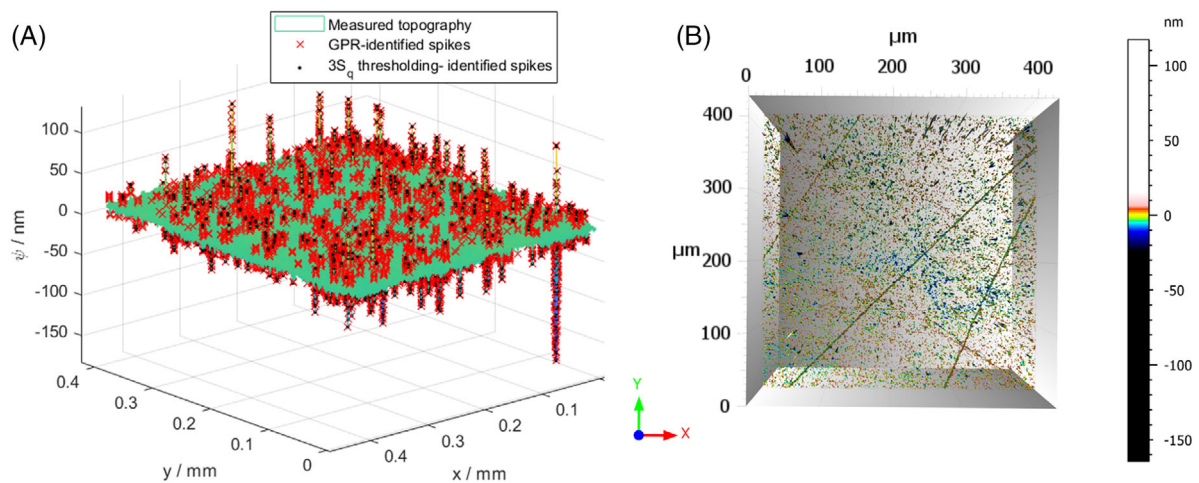 (A)
Measured topography
GPR-identified spikes
3Sq thresholding- identified spikes
100
50
0
-50
-100
-150
ψ / nm
0.4
0.3
0.2
0.1
0
y / mm
0.4
0.3
0.2
0.1
x / mm
(B)
µm
0
100
200
300
400
400
300
µm
200
100
0
Y
X
nm
100
50
0
-50
-100
-150